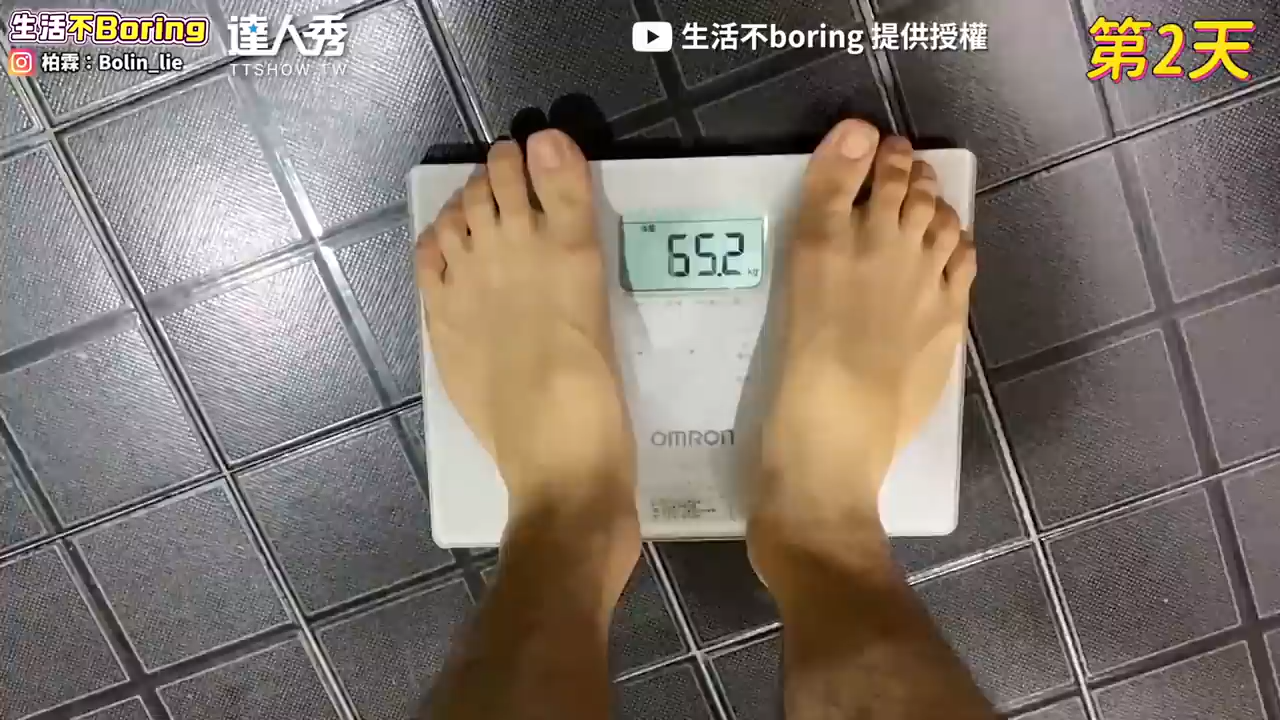 生活不Boring
柏霖：Bolin_lie
達人秀
TTSHOW.TW
生活不boring 提供授權
第2天
65.2
kg
OMRON